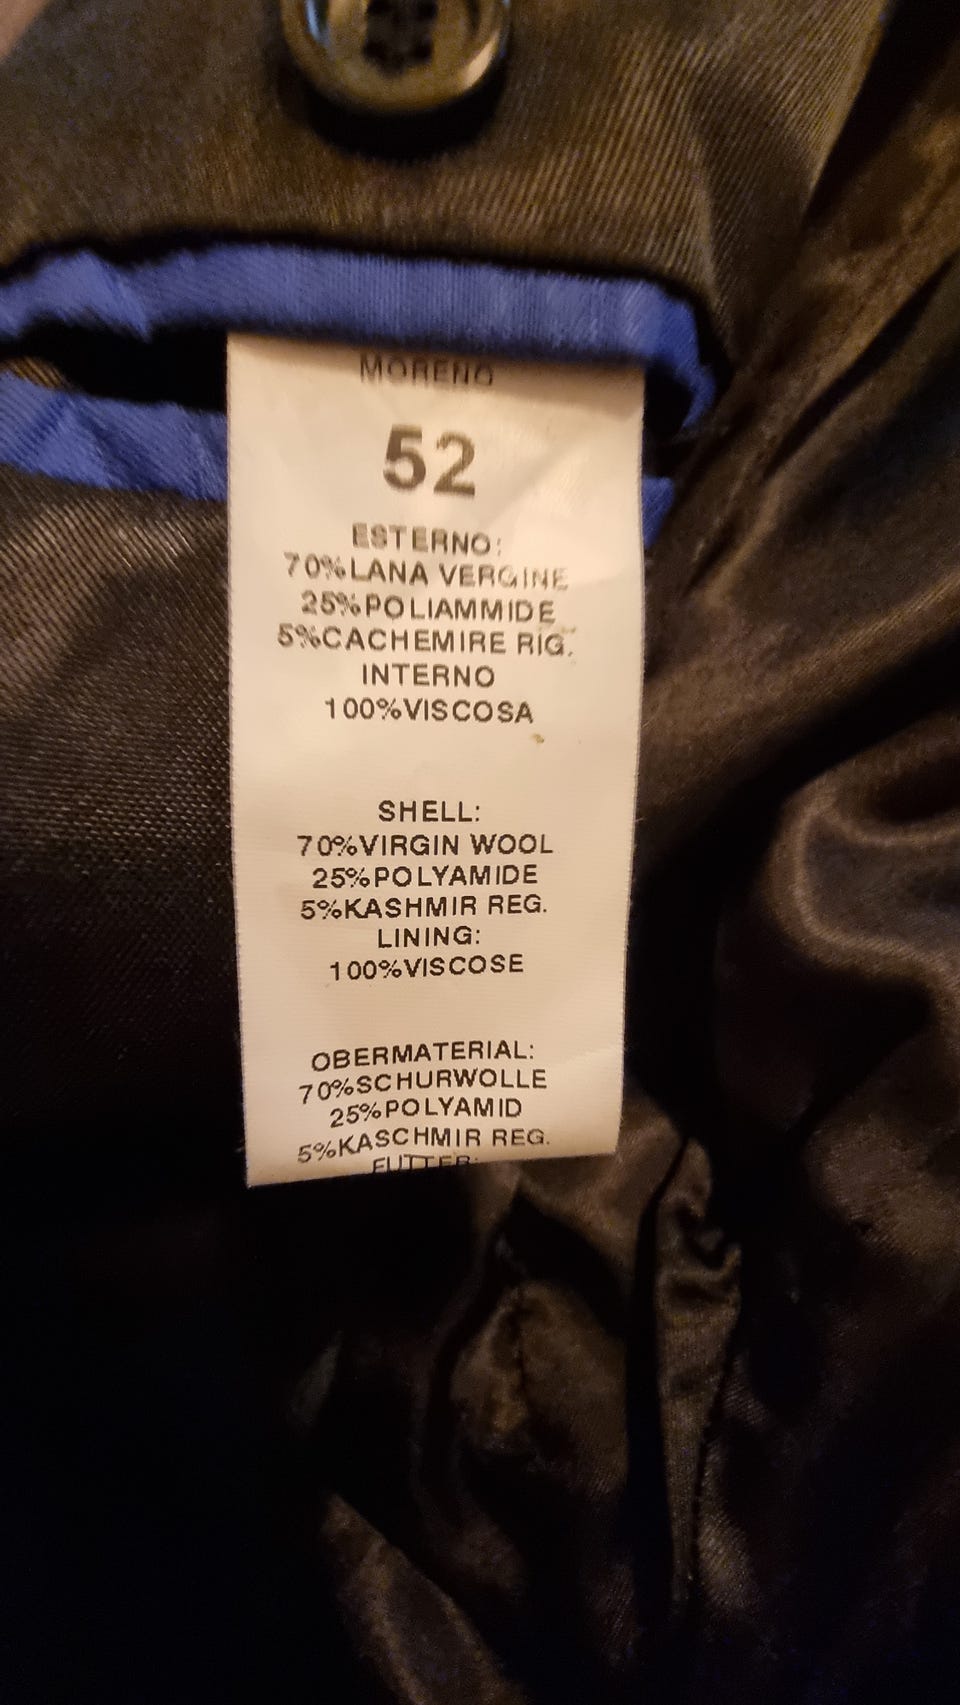 MORENO
52
ESTERNO:
70%LANA VERGINE
25%POLIAMMIDE
5%CACHEMIRE RIG.
INTERNO
100%VISCOSA
SHELL:
70%VIRGIN WOOL
25%POLYAMIDE
5%KASHMIR REG.
LINING:
100%VISCOSE
OBERMATERIAL:
70%SCHURWOLLE
25%POLYAMID
5%KASCHMIR REG.
FUTTER: